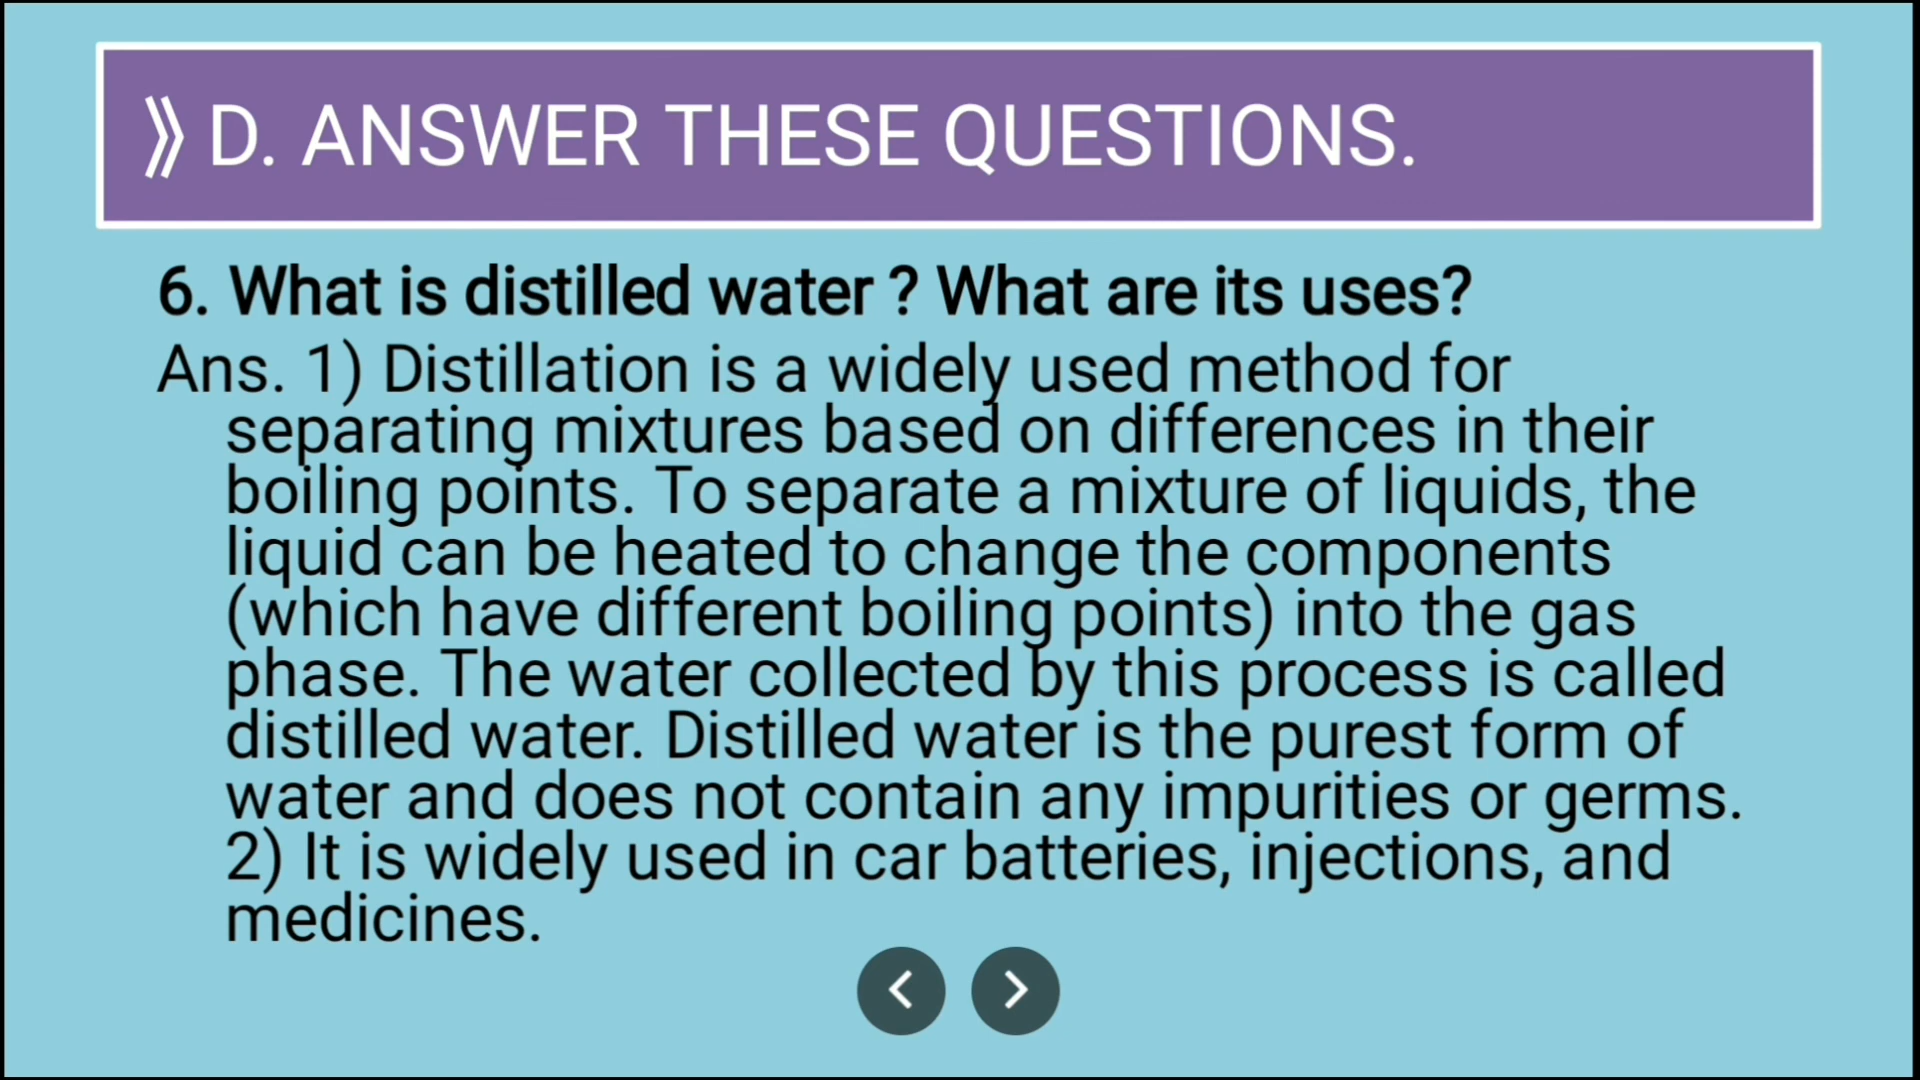 ⟫ D. ANSWER THESE QUESTIONS.
6. What is distilled water ? What are its uses?
Ans. 1) Distillation is a widely used method for
separating mixtures based on differences in their
boiling points. To separate a mixture of liquids, the
liquid can be heated to change the components
(which have different boiling points) into the gas
phase. The water collected by this process is called
distilled water. Distilled water is the purest form of
water and does not contain any impurities or germs.
2) It is widely used in car batteries, injections, and
medicines.